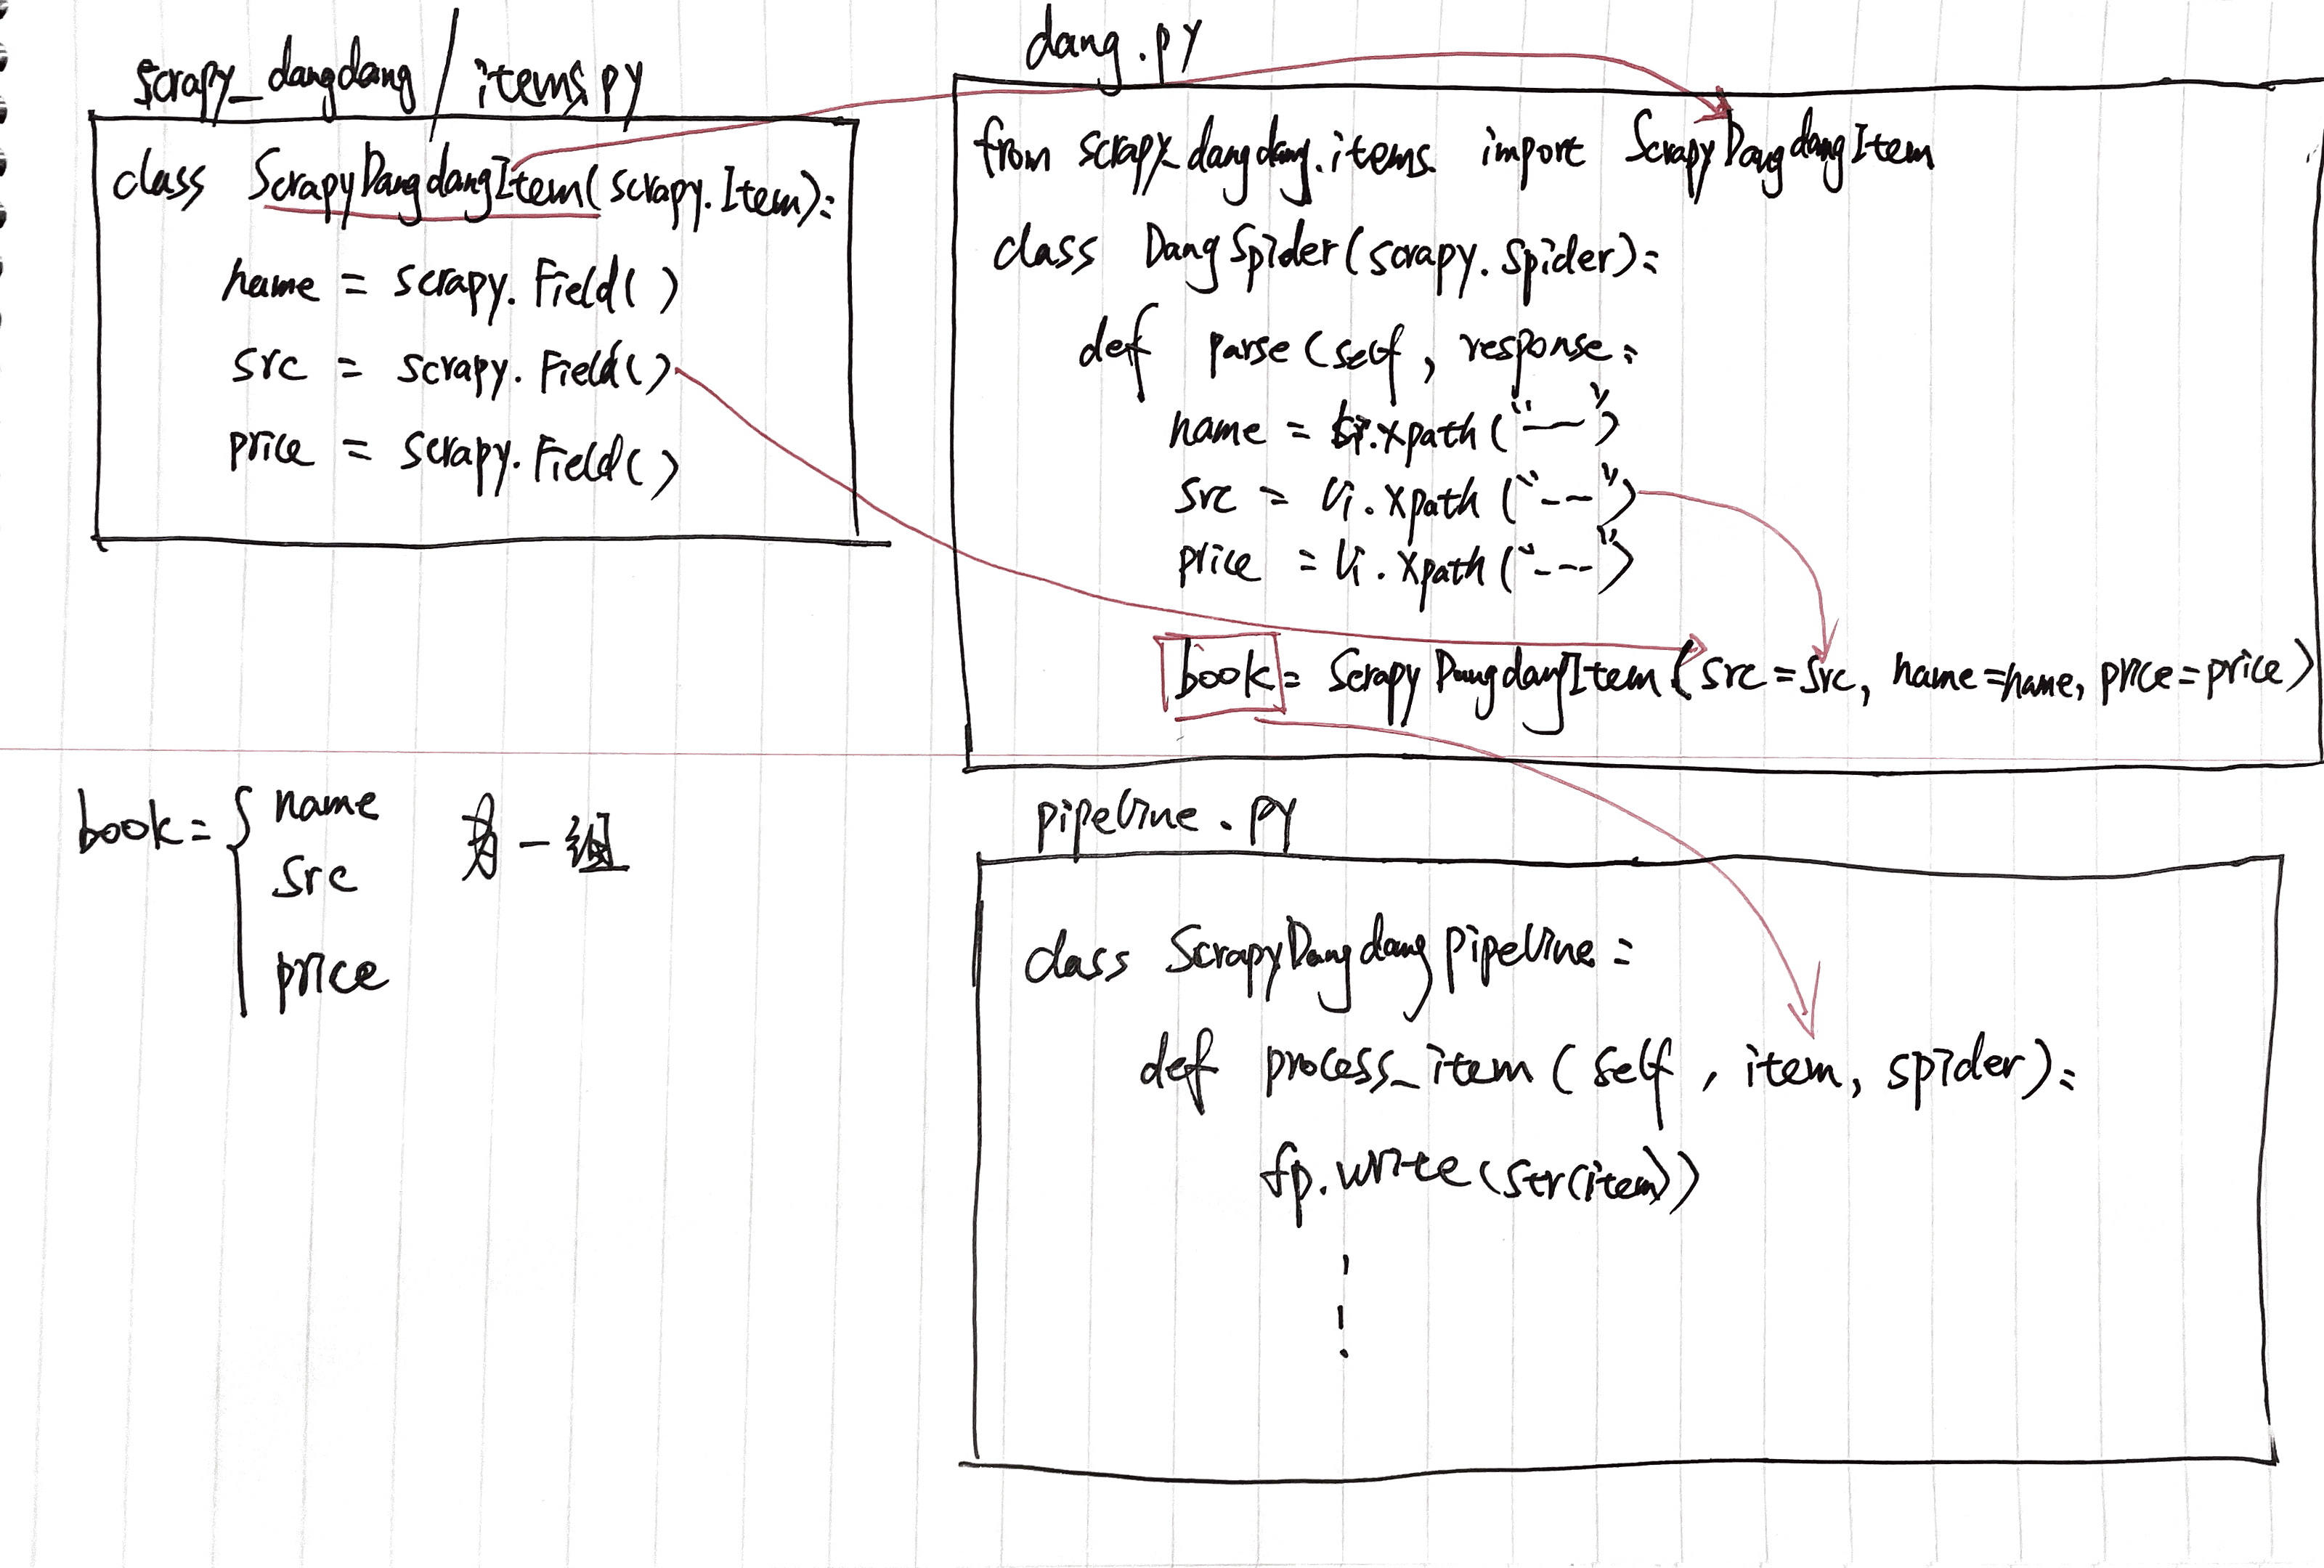 scrapy_dangdang / items.py
class ScrapyDangdangItem(scrapy.Item):
name = scrapy.Field()
src = scrapy.Field()
price = scrapy.Field()
dang.py
from scrapy_dangdang.items. import ScrapyDangdangItem
class DangSpider(scrapy.Spider):
def parse(self, response:
name = li.xpath("—")
src = li.xpath("--")
price = li.xpath("---")
book = ScrapyDangdangItem(src=src, name=name, price=price)
book = { name
src
price
为一组
pipeline.py
class ScrapyDangdangPipeline:
def process_item(self, item, spider):
fp.write(str(item))